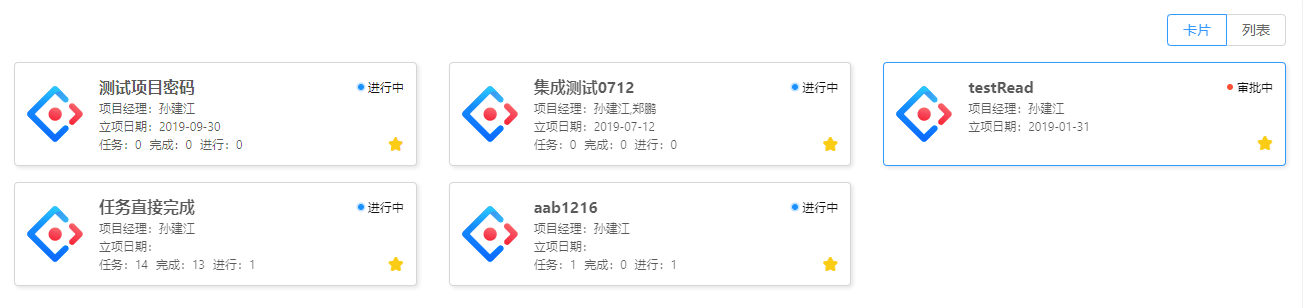 卡片 列表
测试项目密码 进行中
项目经理：孙建江
立项日期：2019-09-30
任务：0 完成：0 进行：0
集成测试0712 进行中
项目经理：孙建江,郑鹏
立项日期：2019-07-12
任务：0 完成：0 进行：0
testRead 审批中
项目经理：孙建江
立项日期：2019-01-31
任务直接完成 进行中
项目经理：孙建江
立项日期：
任务：14 完成：13 进行：1
aab1216 进行中
项目经理：孙建江
立项日期：
任务：1 完成：0 进行：1